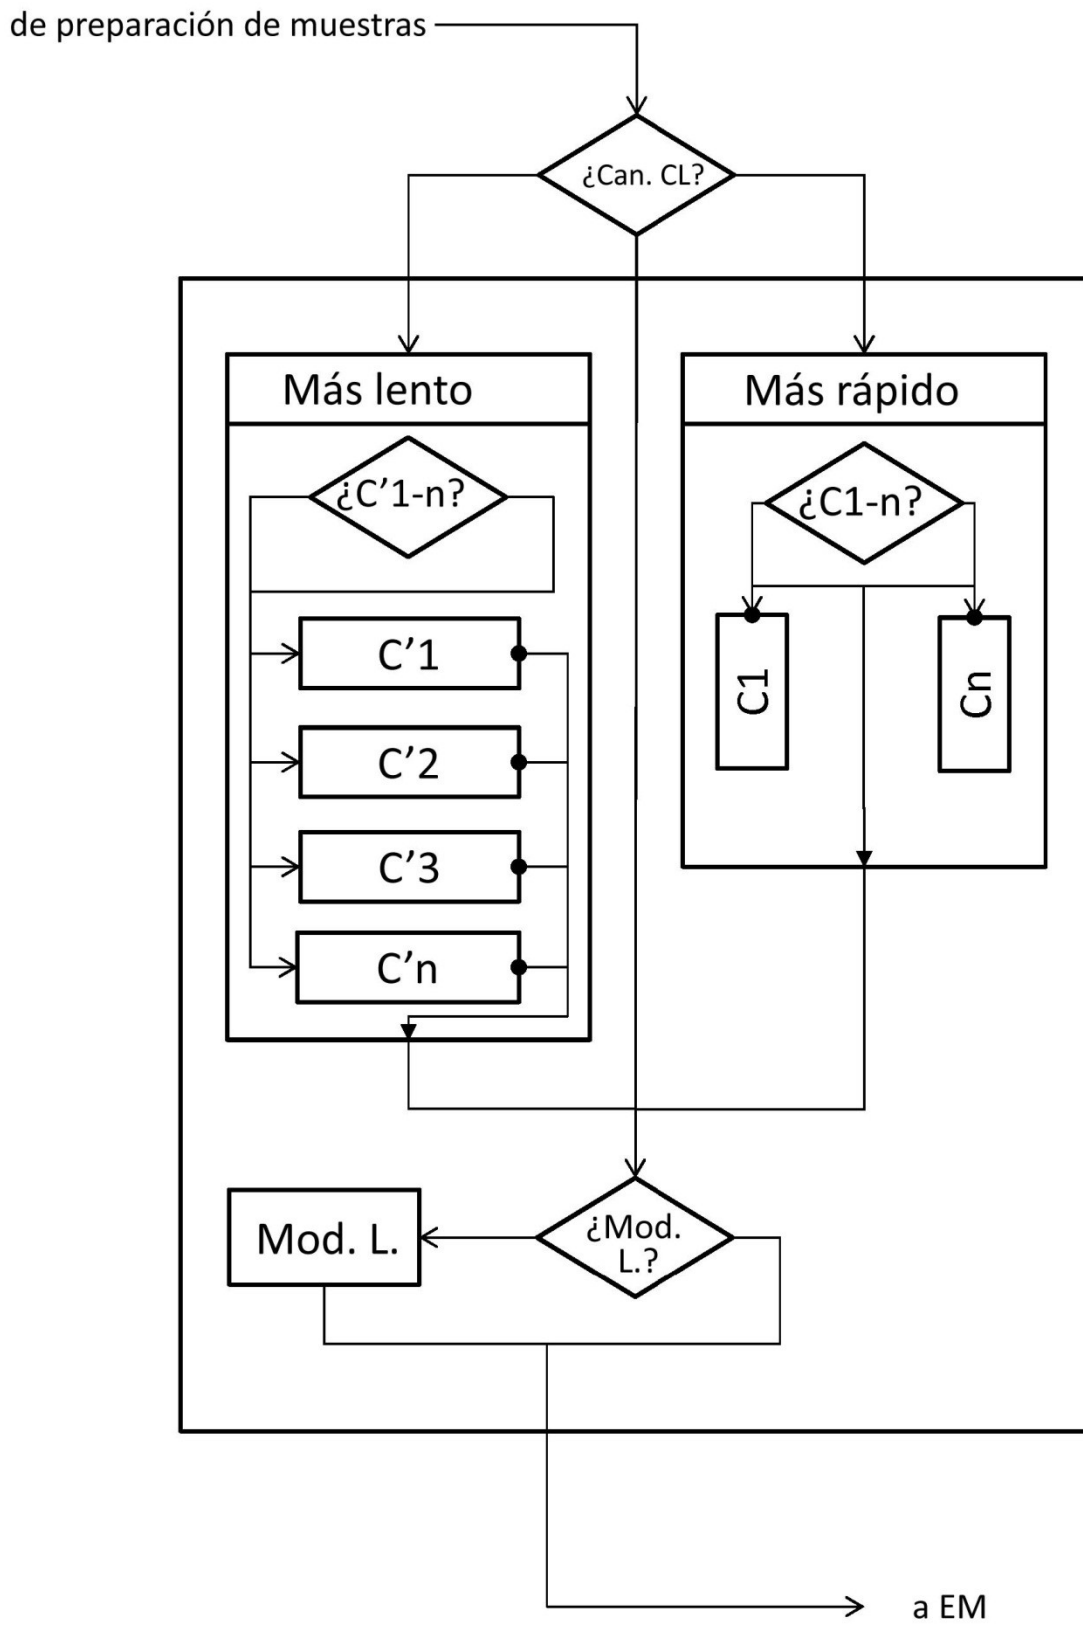 de preparación de muestras
¿Can. CL?
Más lento
Más rápido
¿C’1-n?
¿C1-n?
C’1
C’2
C’3
C’n
C1
Cn
Mod. L.
¿Mod.
L.?
a EM